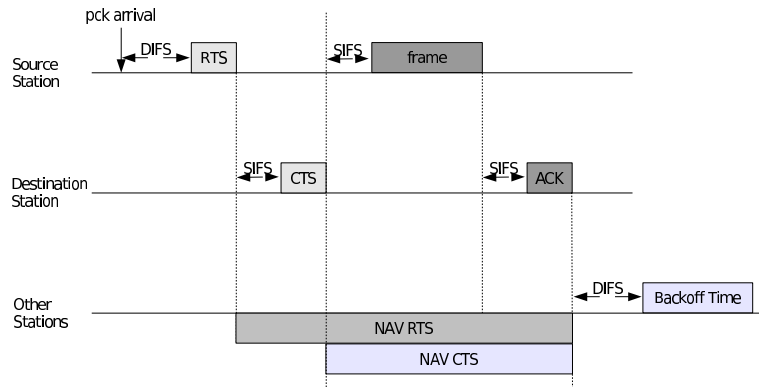 pck arrival
DIFS
RTS
SIFS
frame
Source
Station
SIFS
CTS
SIFS
ACK
Destination
Station
DIFS
Backoff Time
Other
Stations
NAV RTS
NAV CTS